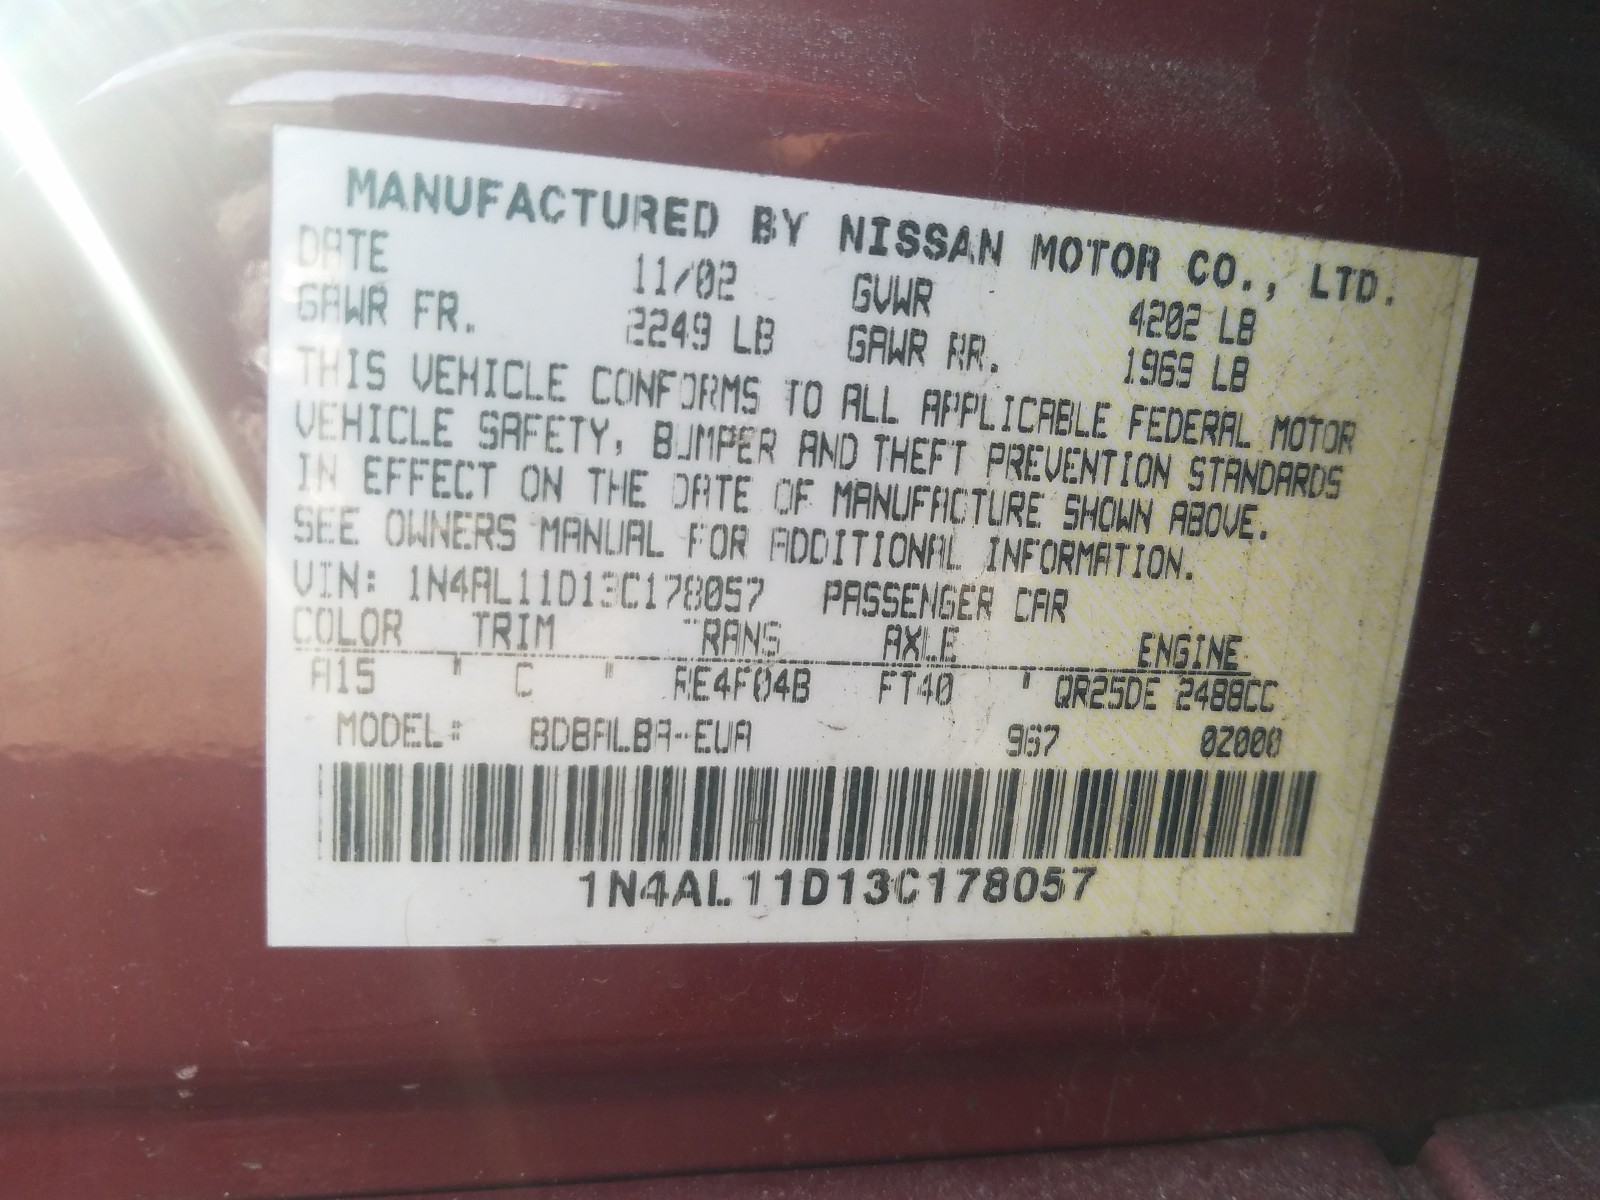 MANUFACTURED BY NISSAN MOTOR CO., LTD.
DATE 11/02 GVWR 4202 LB
GAWR FR. 2249 LB GAWR RR. 1969 LB
THIS VEHICLE CONFORMS TO ALL APPLICABLE FEDERAL MOTOR
VEHICLE SAFETY, BUMPER AND THEFT PREVENTION STANDARDS
IN EFFECT ON THE DATE OF MANUFACTURE SHOWN ABOVE.
SEE OWNERS MANUAL FOR ADDITIONAL INFORMATION.
VIN: 1N4AL11D13C178057 PASSENGER CAR
COLOR TRIM TRANS AXLE ENGINE
A15 " C " RE4F04B FT40 ' QR25DE 2488CC
MODEL: BDBALBA-EUA 967 02000
1N4AL11D13C178057